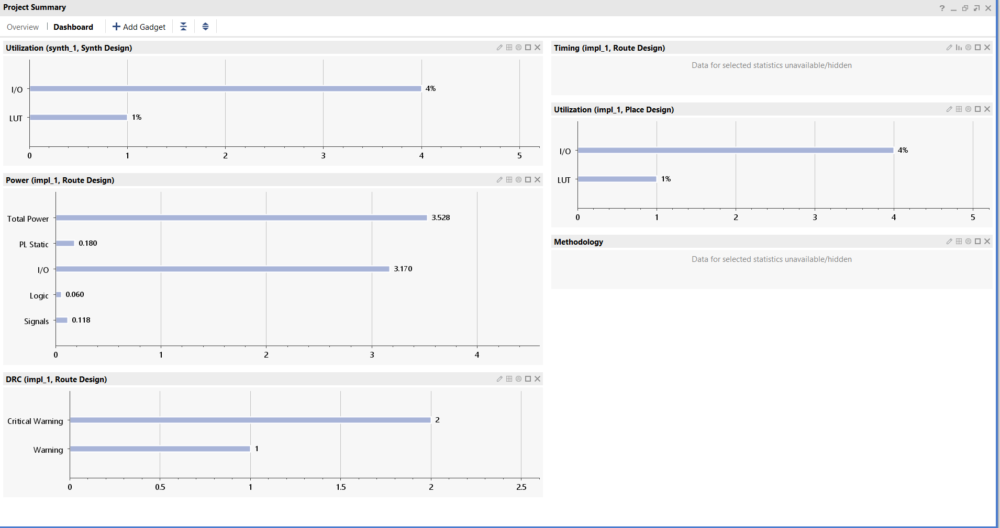 Project Summary
Overview | Dashboard Add Gadget
Utilization (synth_1, Synth Design)
I/O 4%
LUT 1%
0 1 2 3 4 5
Power (impl_1, Route Design)
Total Power 3.528
PL Static 0.180
I/O 3.170
Logic 0.060
Signals 0.118
0 1 2 3 4
DRC (impl_1, Route Design)
Critical Warning 2
Warning 1
0 0.5 1 1.5 2 2.5
Timing (impl_1, Route Design)
Data for selected statistics unavailable/hidden
Utilization (impl_1, Place Design)
I/O 4%
LUT 1%
0 1 2 3 4 5
Methodology
Data for selected statistics unavailable/hidden